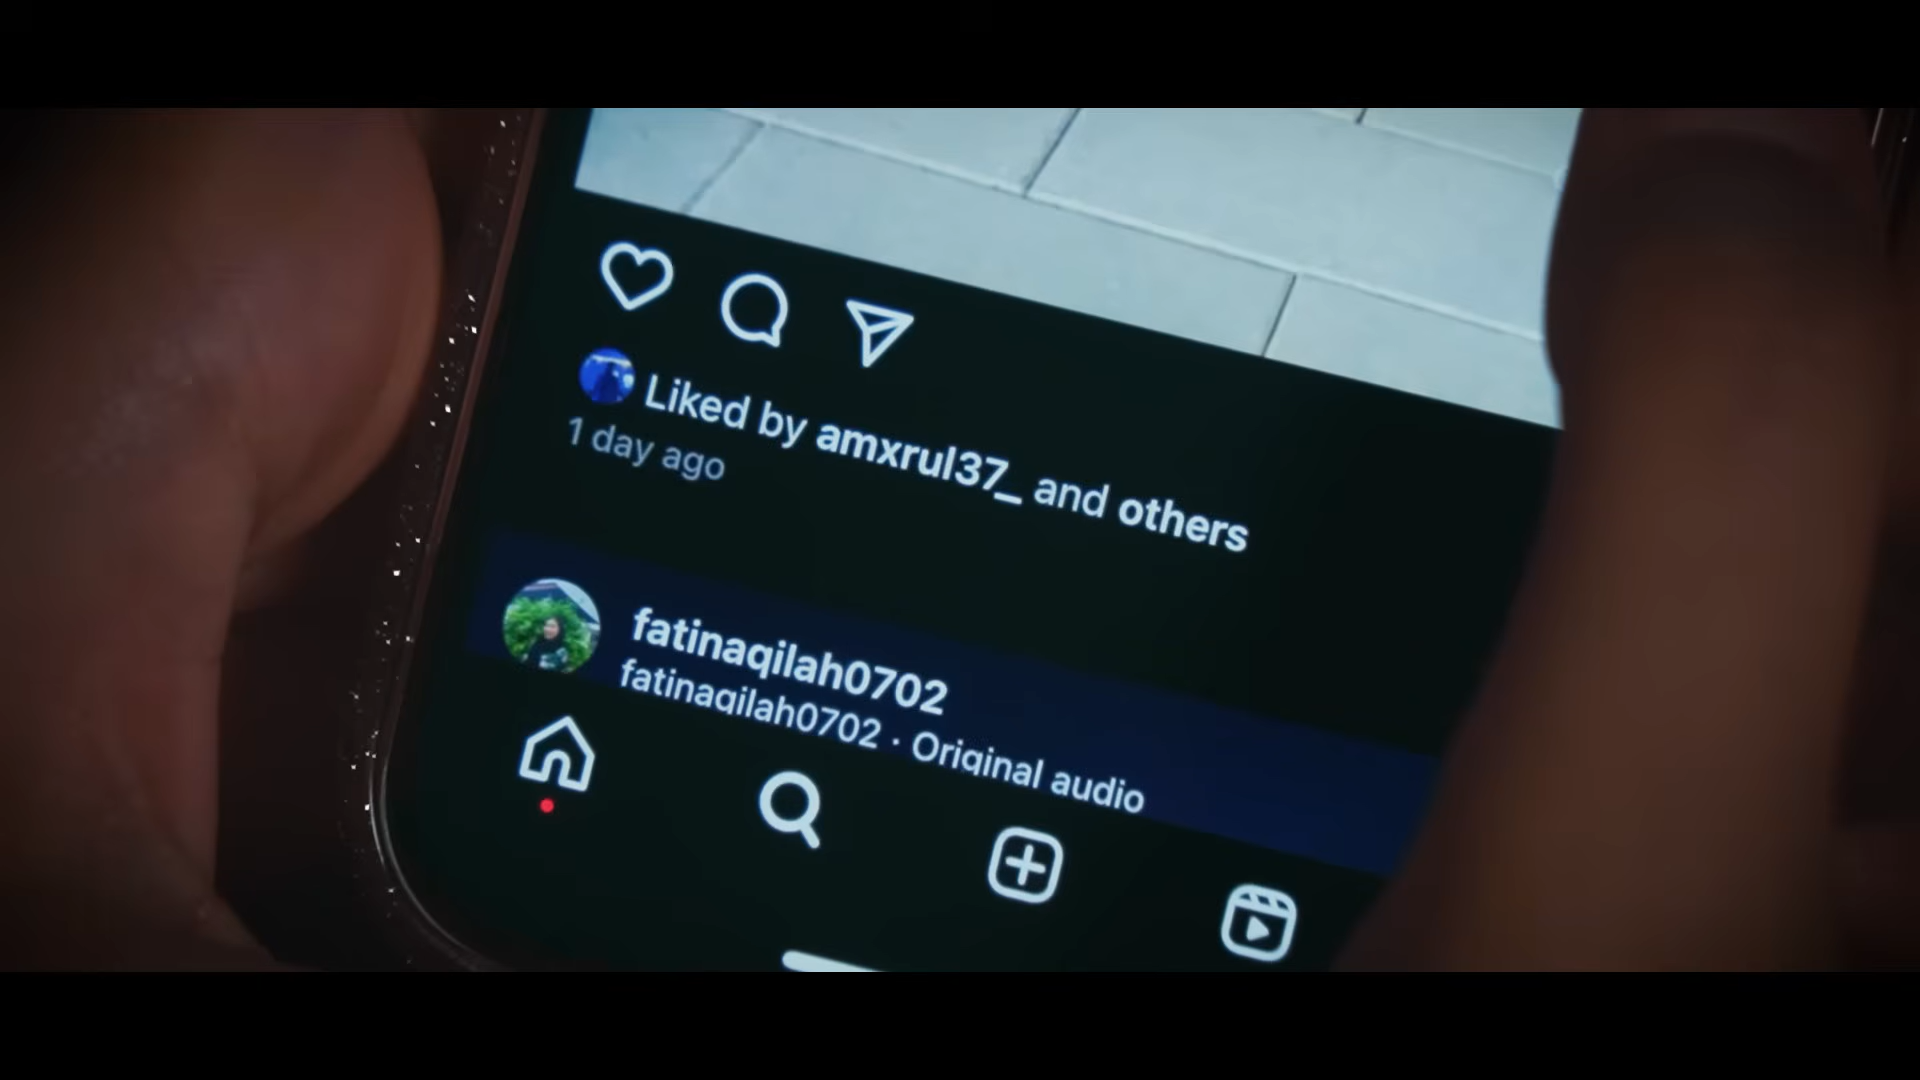 Liked by amxrul37_ and others
1 day ago
fatinaqilah0702
fatinaqilah0702 · Original audio